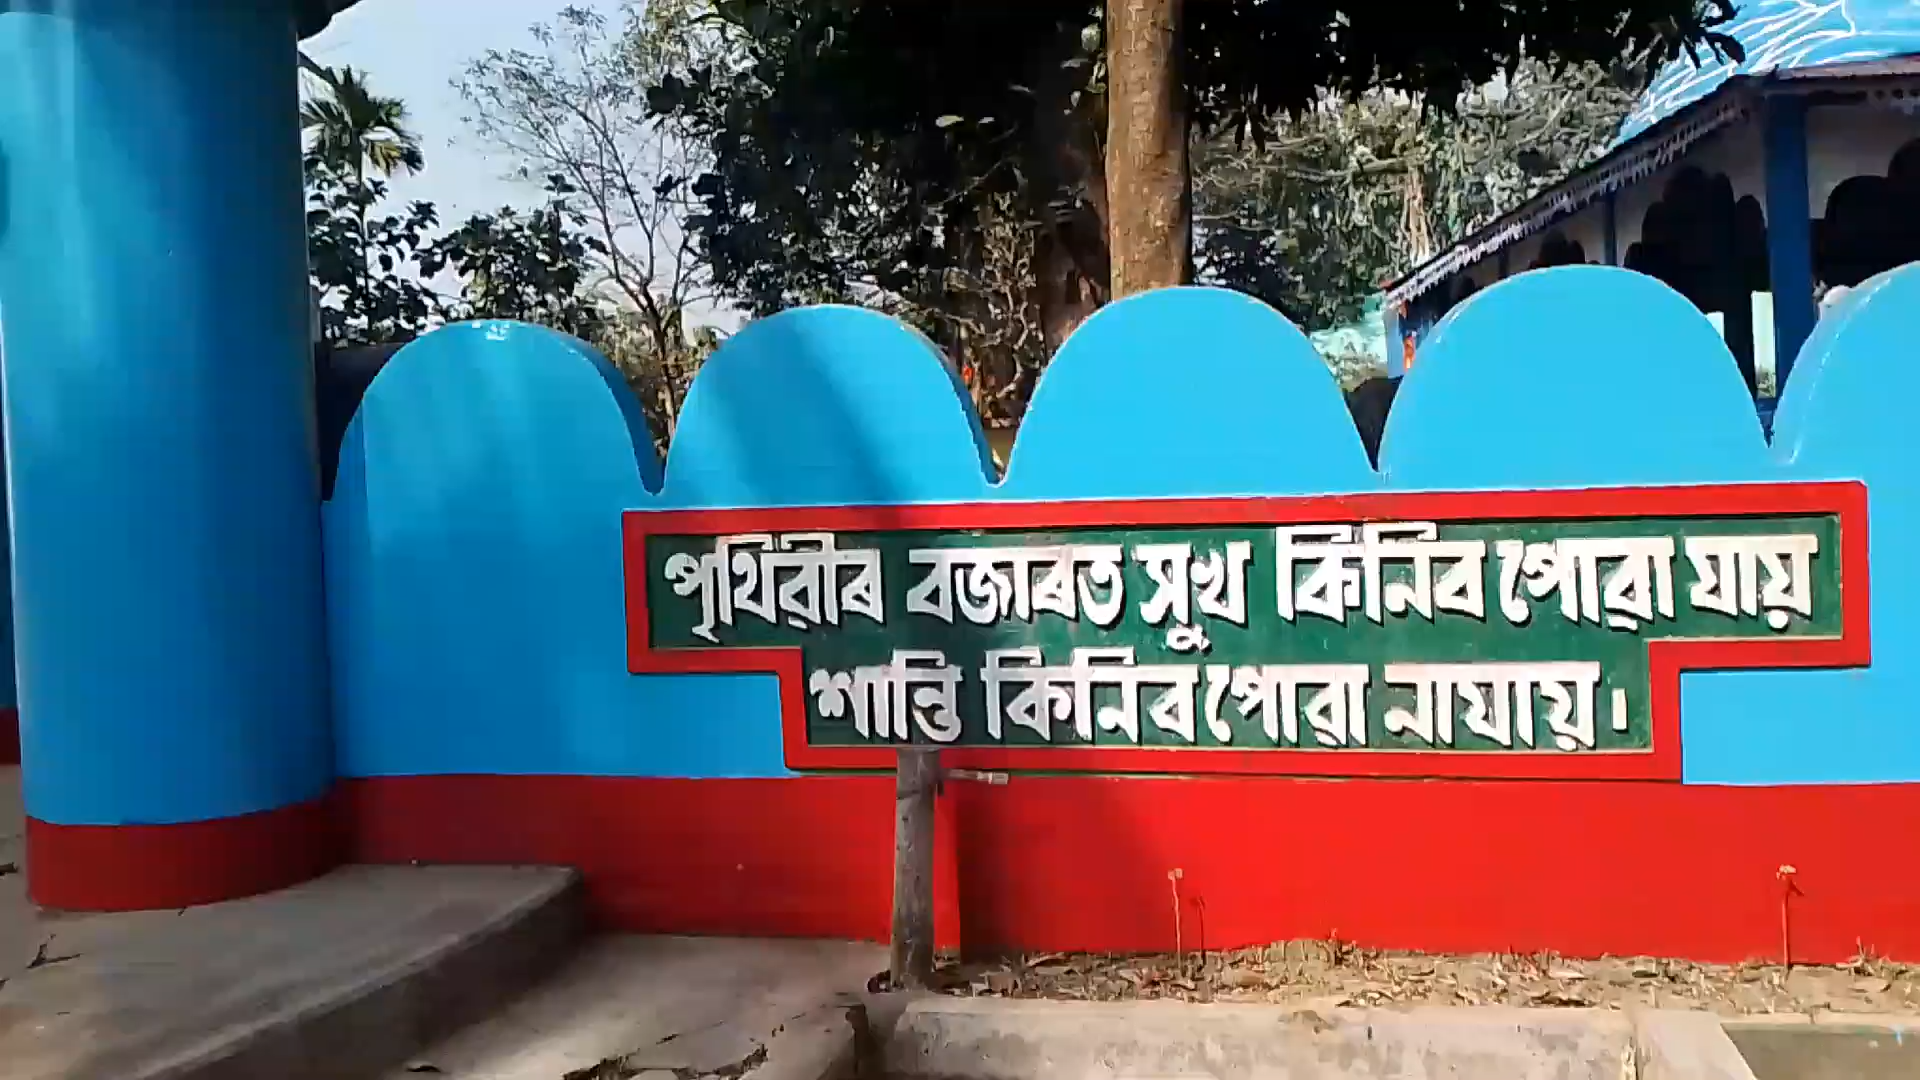 পৃথিৱীৰ বজাৰত সুখ কিনিব পোৱা যায়
শান্তি কিনিব পোৱা নাযায়।